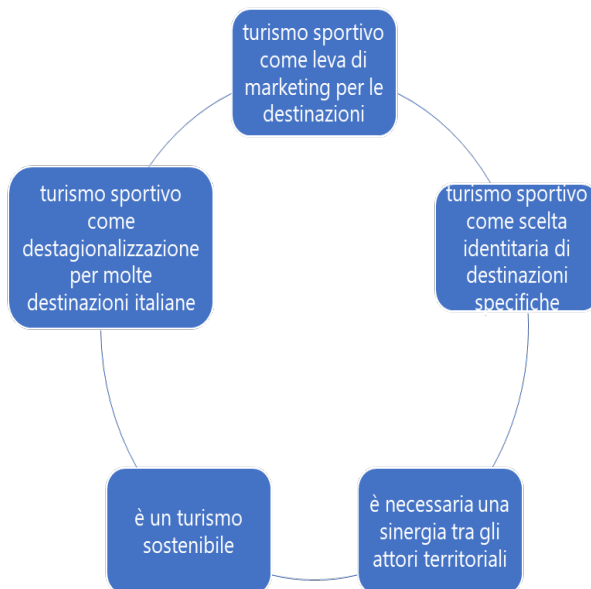 turismo sportivo
come leva di
marketing per le
destinazioni
turismo sportivo
come scelta
identitaria di
destinazioni
specifiche
è necessaria una
sinergia tra gli
attori territoriali
è un turismo
sostenibile
turismo sportivo
come
destagionalizzazione
per molte
destinazioni italiane